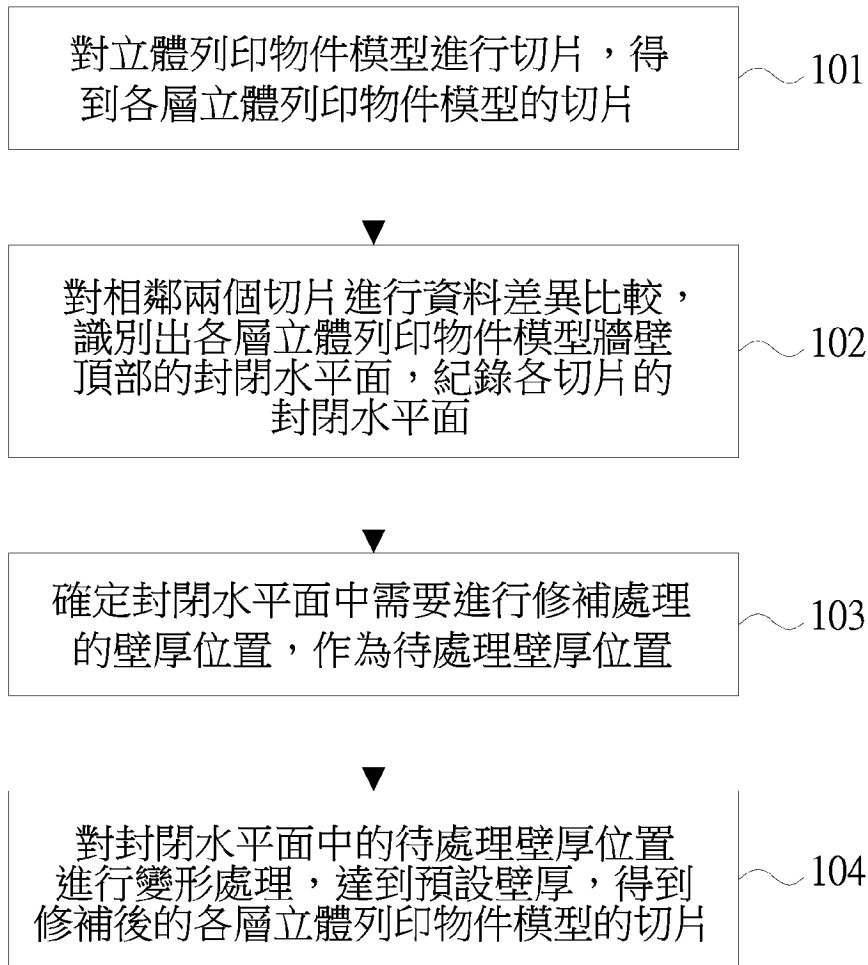 對立體列印物件模型進行切片，得
到各層立體列印物件模型的切片
101
對相鄰兩個切片進行資料差異比較，
識別出各層立體列印物件模型牆壁
頂部的封閉水平面，紀錄各切片的
封閉水平面
102
確定封閉水平面中需要進行修補處理
的壁厚位置，作為待處理壁厚位置
103
對封閉水平面中的待處理壁厚位置
進行變形處理，達到預設壁厚，得到
修補後的各層立體列印物件模型的切片
104